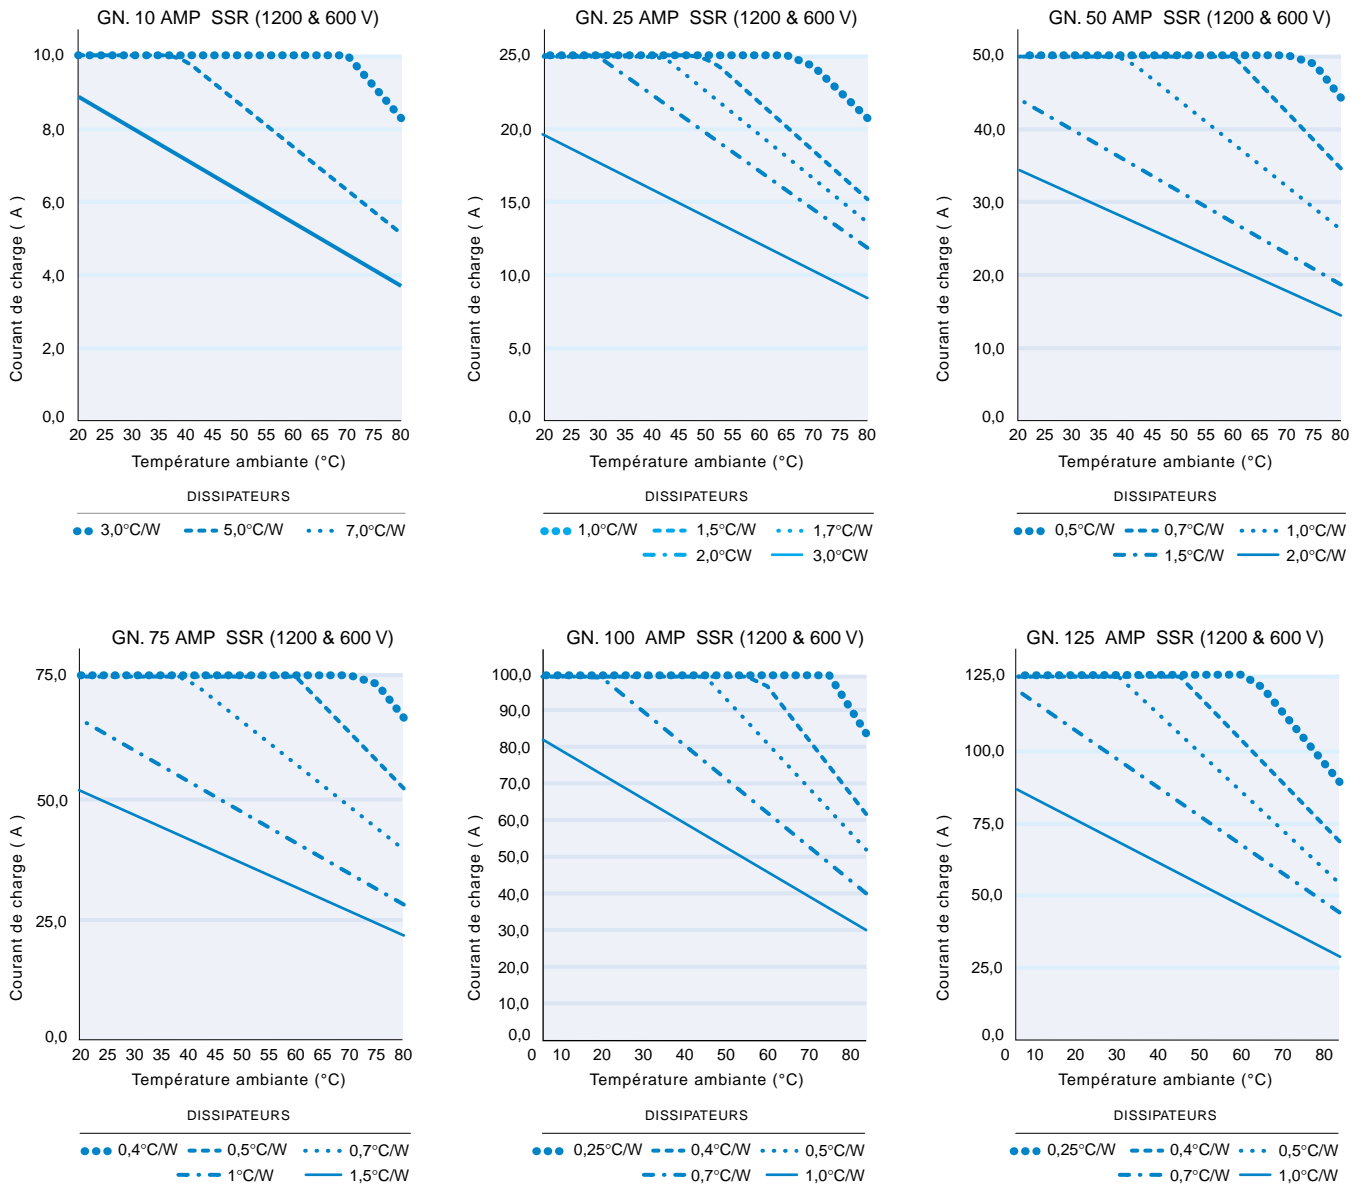 GN. 10 AMP SSR (1200 & 600 V)
10,0
8,0
6,0
4,0
2,0
0,0
Courant de charge ( A )
20 25 30 35 40 45 50 55 60 65 70 75 80
Température ambiante (°C)
DISSIPATEURS
3,0°C/W 5,0°C/W 7,0°C/W
GN. 25 AMP SSR (1200 & 600 V)
25,0
20,0
15,0
10,0
5,0
0,0
Courant de charge ( A )
20 25 30 35 40 45 50 55 60 65 70 75 80
Température ambiante (°C)
DISSIPATEURS
1,0°C/W 1,5°C/W 1,7°C/W
2,0°CW 3,0°CW
GN. 50 AMP SSR (1200 & 600 V)
50,0
40,0
30,0
20,0
10,0
0,0
Courant de charge ( A )
20 25 30 35 40 45 50 55 60 65 70 75 80
Température ambiante (°C)
DISSIPATEURS
0,5°C/W 0,7°C/W 1,0°C/W
1,5°C/W 2,0°C/W
GN. 75 AMP SSR (1200 & 600 V)
75,0
50,0
25,0
0,0
Courant de charge ( A )
20 25 30 35 40 45 50 55 60 65 70 75 80
Température ambiante (°C)
DISSIPATEURS
0,4°C/W 0,5°C/W 0,7°C/W
1°C/W 1,5°C/W
GN. 100 AMP SSR (1200 & 600 V)
100,0
90,0
80,0
70,0
60,0
50,0
40,0
30,0
20,0
10,0
0,0
Courant de charge ( A )
0 10 20 30 40 50 60 70 80
Température ambiante (°C)
DISSIPATEURS
0,25°C/W 0,4°C/W 0,5°C/W
0,7°C/W 1,0°C/W
GN. 125 AMP SSR (1200 & 600 V)
125,0
100,0
75,0
50,0
25,0
0,0
Courant de charge ( A )
0 10 20 30 40 50 60 70 80
Température ambiante (°C)
DISSIPATEURS
0,25°C/W 0,4°C/W 0,5°C/W
0,7°C/W 1,0°C/W